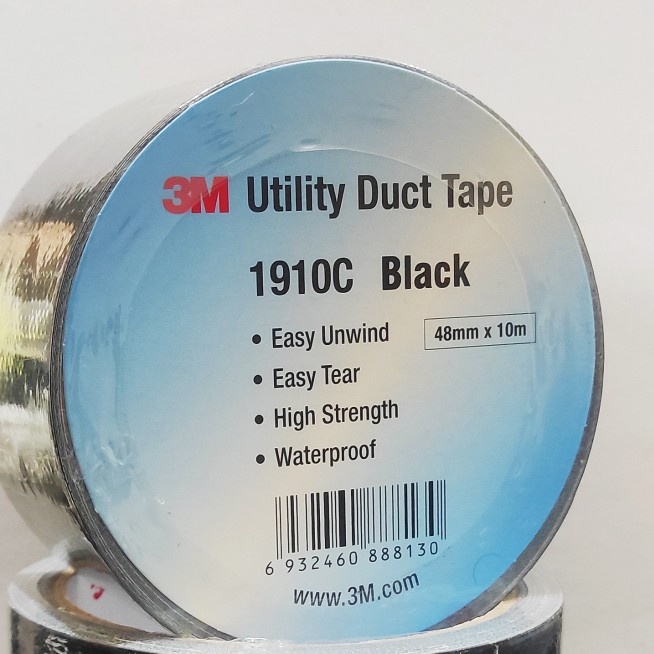 3M Utility Duct Tape
1910C Black
• Easy Unwind
48mm x 10m
• Easy Tear
• High Strength
• Waterproof
6 932460 888130
www.3M.com